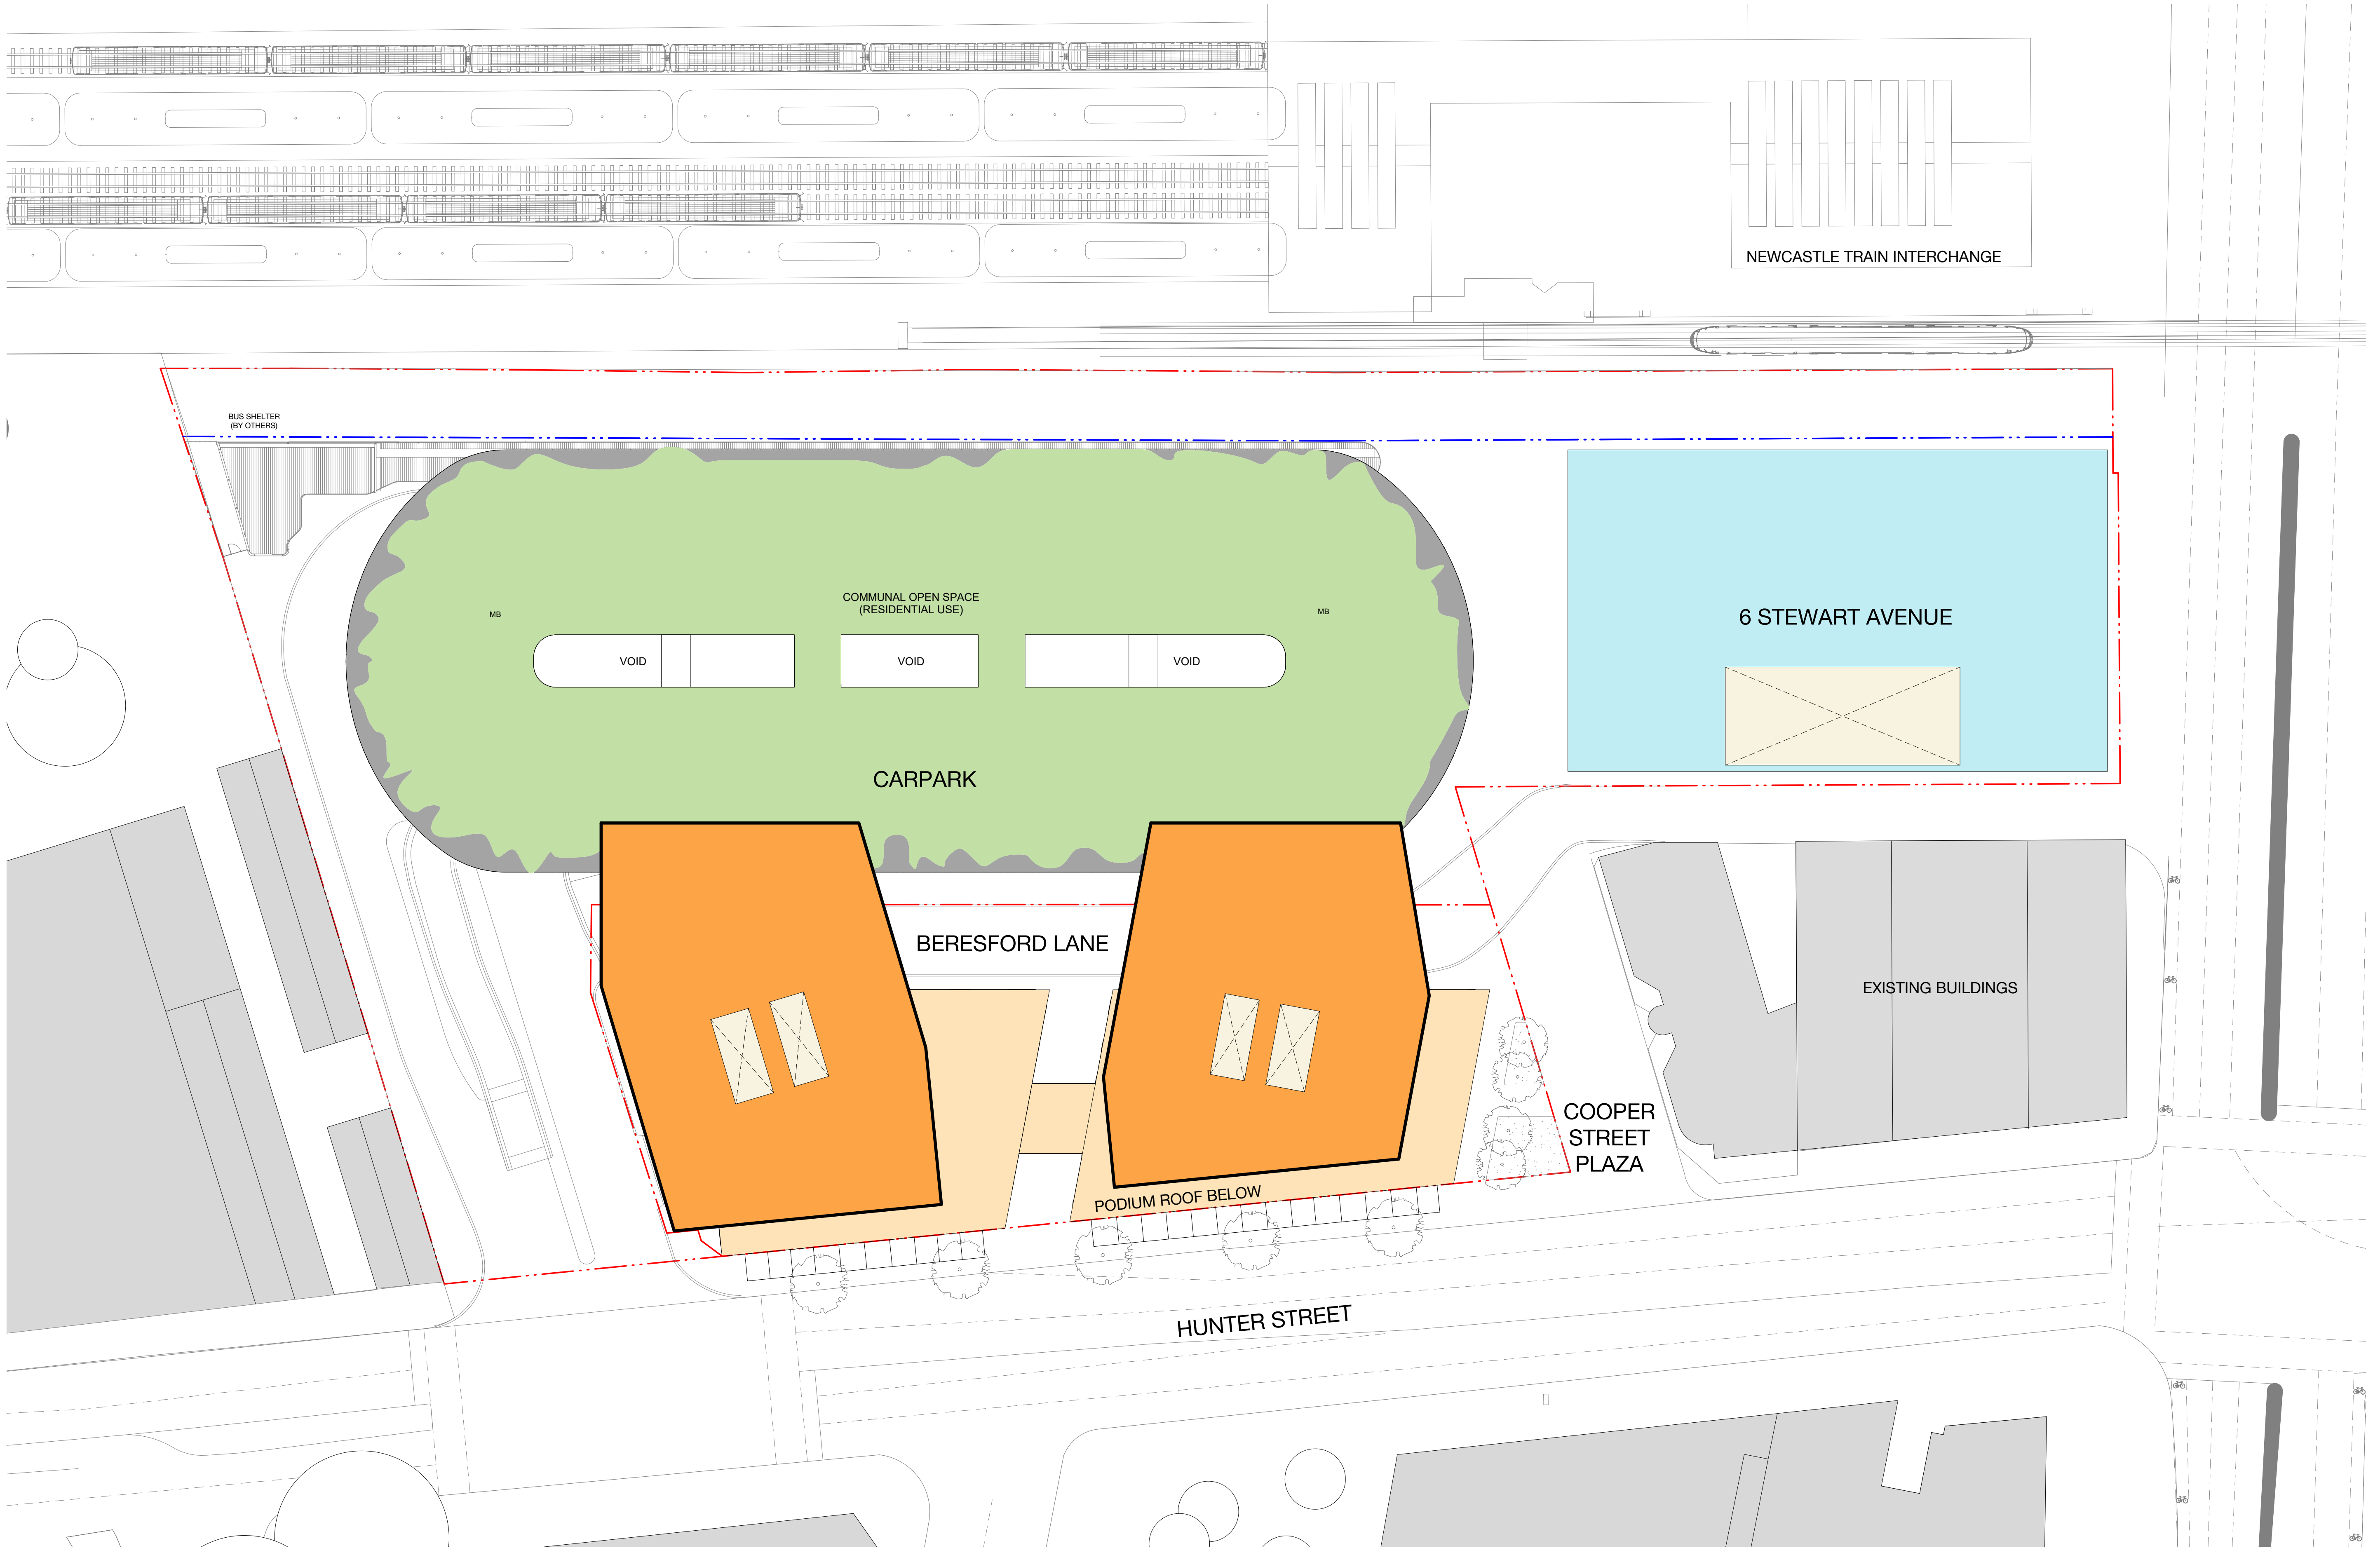 NEWCASTLE TRAIN INTERCHANGE
BUS SHELTER
(BY OTHERS)
COMMUNAL OPEN SPACE
(RESIDENTIAL USE)
MB
MB
6 STEWART AVENUE
VOID
VOID
VOID
CARPARK
BERESFORD LANE
EXISTING BUILDINGS
COOPER
STREET
PLAZA
PODIUM ROOF BELOW
HUNTER STREET